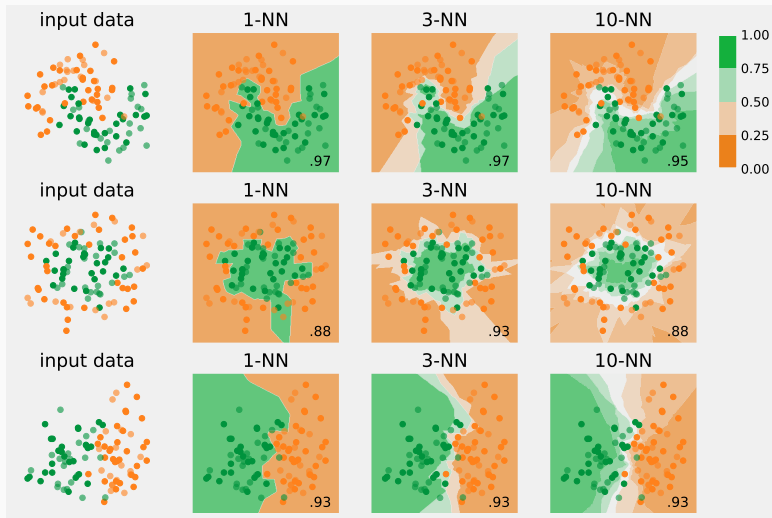 input data 1-NN 3-NN 10-NN
1.00
0.75
0.50
0.25
0.00
.97 .97 .95
input data 1-NN 3-NN 10-NN
.88 .93 .88
input data 1-NN 3-NN 10-NN
.93 .93 .93